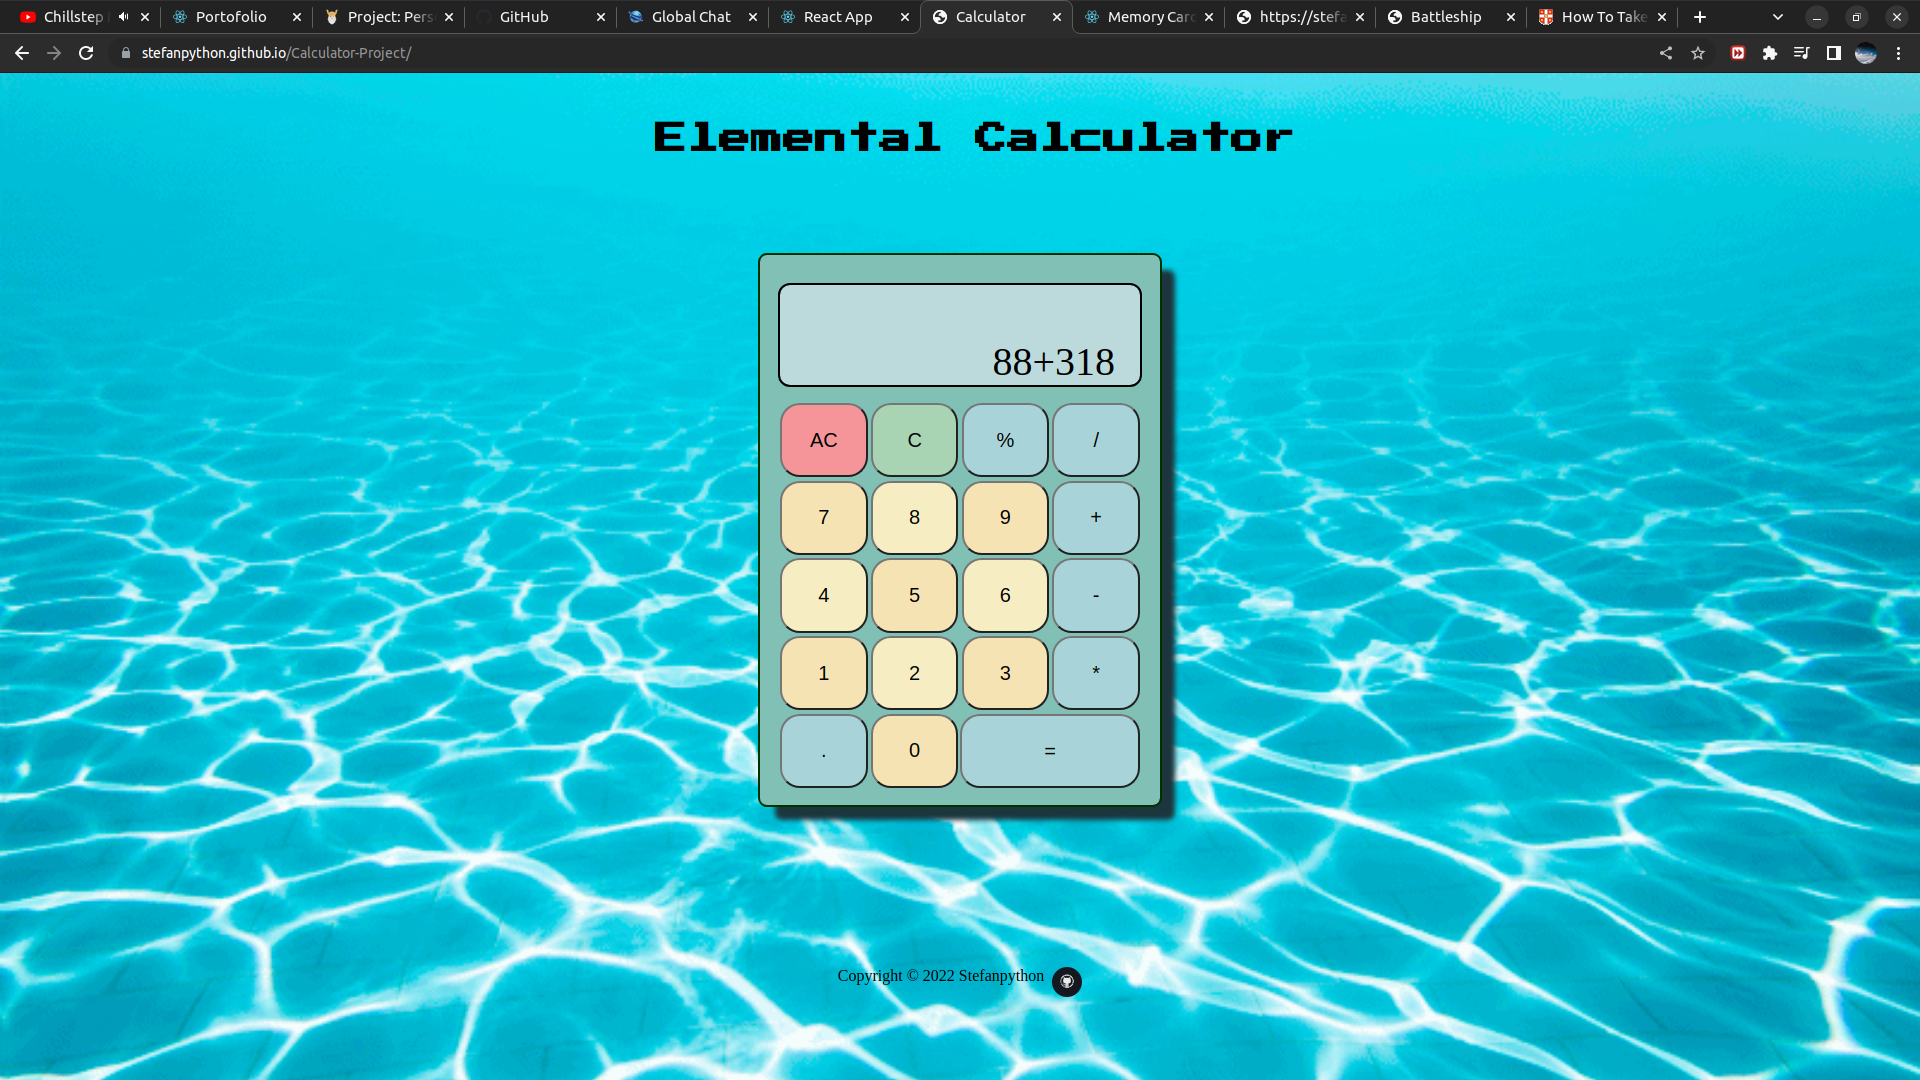 Chillstep
Portofolio
Project: Pers
GitHub
Global Chat
React App
Calculator
Memory Card
https://stefa
Battleship
How To Take
stefanpython.github.io/Calculator-Project/
Elemental Calculator
88+318
AC C % /
7 8 9 +
4 5 6 -
1 2 3 *
. 0 =
Copyright © 2022 Stefanpython